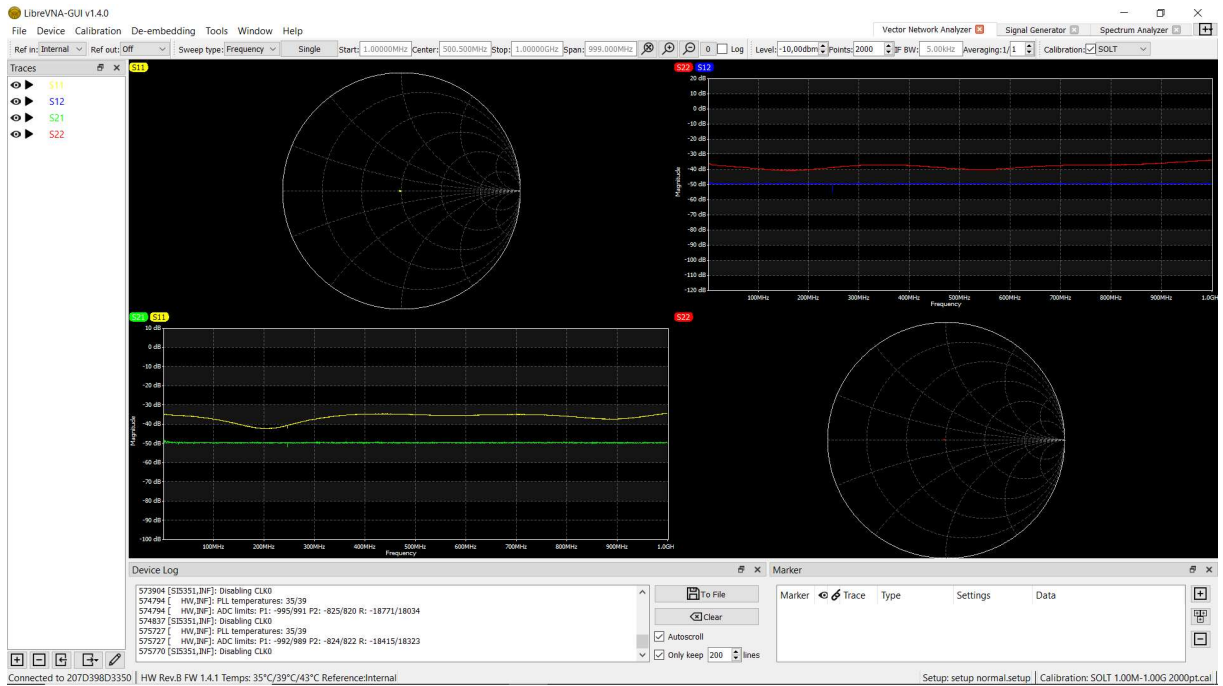 LibreVNA-GUI v1.4.0
File Device Calibration De-embedding Tools Window Help
Vector Network Analyzer Signal Generator Spectrum Analyzer
Ref in: Internal Ref out: Off Sweep type: Frequency Single Start: 1.00000MHz Center: 500.500MHz Stop: 1.00000GHz Span: 999.000MHz 0 Log Level: -10,00dbm Points: 2000 IF BW: 5.00kHz Averaging:1/ 1 Calibration: SOLT
Traces
S11
S12
S21
S22
S11
S22 S12
20 dB
10 dB
0 dB
-10 dB
-20 dB
-30 dB
-40 dB
-50 dB
-60 dB
-70 dB
-80 dB
-90 dB
-100 dB
-110 dB
-120 dB
Magnitude
100MHz 200MHz 300MHz 400MHz 500MHz 600MHz 700MHz 800MHz 900MHz 1.0GH
Frequency
S21 S11
10 dB
0 dB
-10 dB
-20 dB
-30 dB
-40 dB
-50 dB
-60 dB
-70 dB
-80 dB
-90 dB
-100 dB
Magnitude
100MHz 200MHz 300MHz 400MHz 500MHz 600MHz 700MHz 800MHz 900MHz 1.0GH
Frequency
S22
Device Log
573904 [SI5351,INF]: Disabling CLK0
574794 [ HW,INF]: PLL temperatures: 35/39
574794 [ HW,INF]: ADC limits: P1: -995/991 P2: -825/820 R: -18771/18034
574837 [SI5351,INF]: Disabling CLK0
575727 [ HW,INF]: PLL temperatures: 35/39
575727 [ HW,INF]: ADC limits: P1: -992/989 P2: -824/822 R: -18415/18323
575770 [SI5351,INF]: Disabling CLK0
To File
Clear
Autoscroll
Only keep 200 lines
Marker
Marker Trace Type Settings Data
Connected to 207D398D3350 HW Rev.B FW 1.4.1 Temps: 35°C/39°C/43°C Reference:Internal
Setup: setup normal.setup Calibration: SOLT 1.00M-1.00G 2000pt.cal